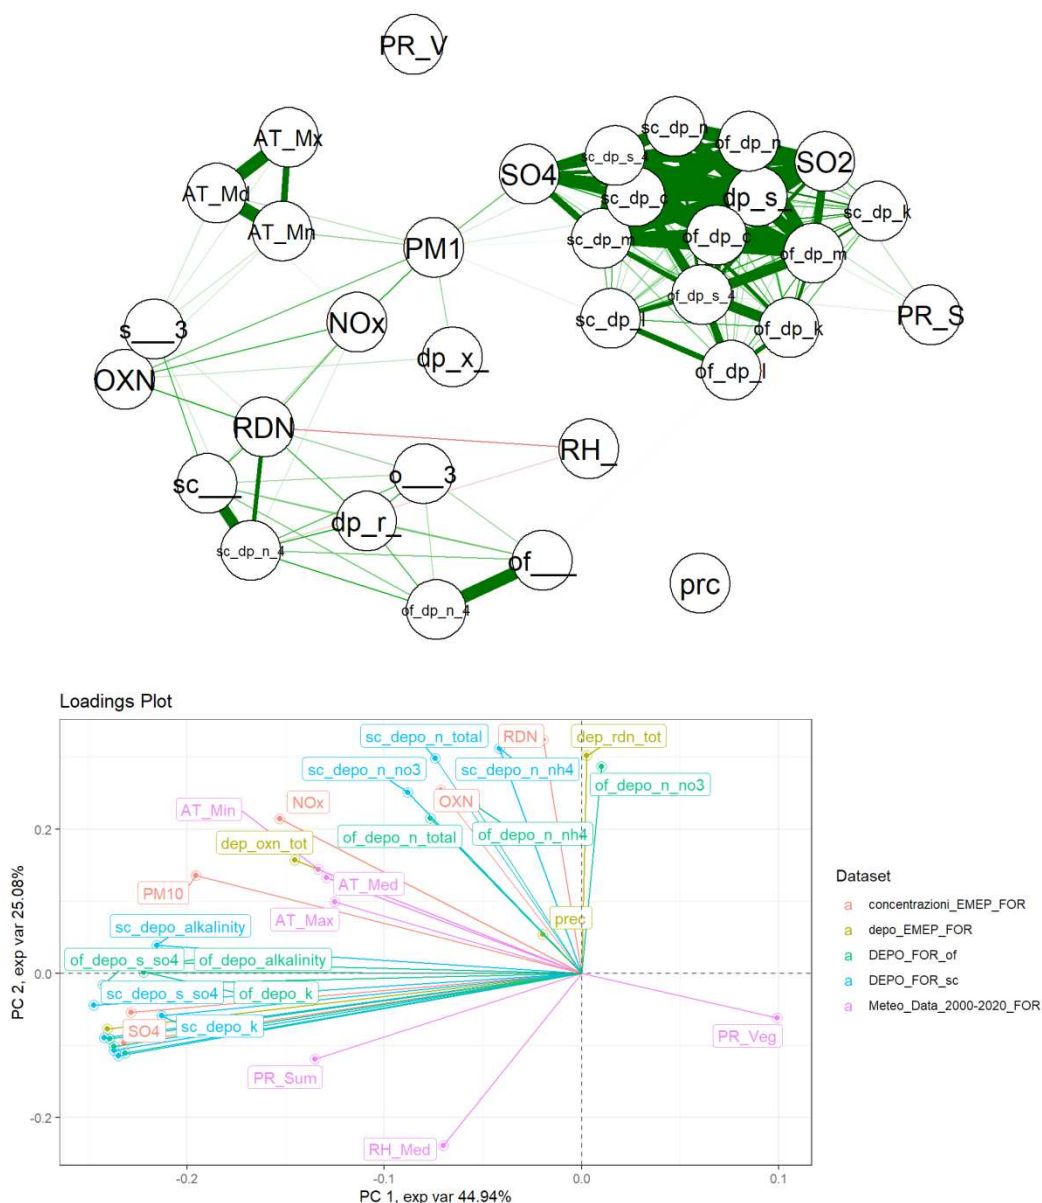 PR_V
AT_Mx
sc_dp_n
of_dp_n
sc_dp_s_4
SO4
SO2
AT_Md
sc_dp_c
dp_s_
sc_dp_k
AT_Mn
PM1
sc_dp_m
of_dp_c
of_dp_m
of_dp_s_4
s___3
NOx
sc_dp_l
of_dp_k
PR_S
OXN
dp_x_
of_dp_l
RDN
RH_
sc___
o___3
dp_r_
sc_dp_n_4
of___
prc
of_dp_n_4
Loadings Plot
sc_depo_n_total
RDN
dep_rdn_tot
sc_depo_n_no3
sc_depo_n_nh4
of_depo_n_no3
AT_Min
NOx
OXN
dep_oxn_tot
of_depo_n_total
of_depo_n_nh4
PM10
AT_Med
AT_Max
prec
sc_depo_alkalinity
of_depo_s_so4
of_depo_alkalinity
sc_depo_s_so4
of_depo_k
SO4
sc_depo_k
PR_Sum
PR_Veg
RH_Med
0.2
0.0
-0.2
PC 2, exp var 25.08%
-0.2
-0.1
0.0
0.1
PC 1, exp var 44.94%
Dataset
a concentrazioni_EMEP_FOR
a depo_EMEP_FOR
a DEPO_FOR_of
a DEPO_FOR_sc
a Meteo_Data_2000-2020_FOR